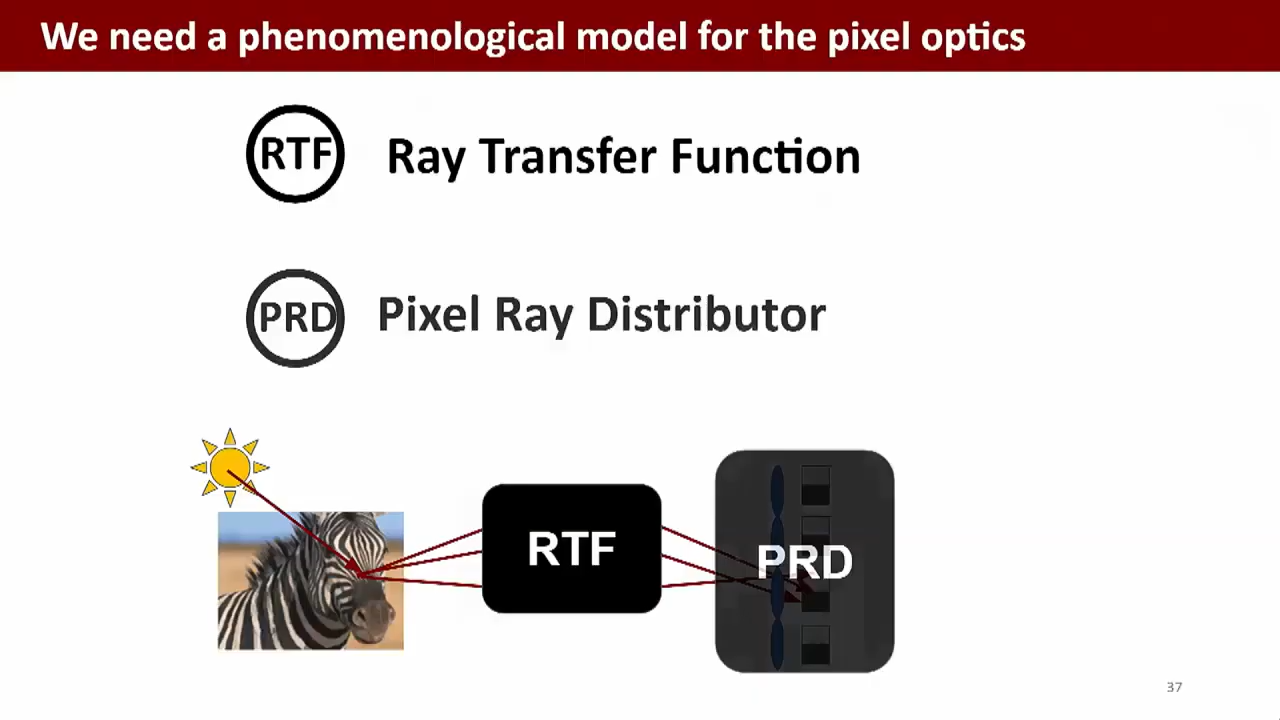 We need a phenomenological model for the pixel optics
RTF Ray Transfer Function
PRD Pixel Ray Distributor
RTF
PRD
37